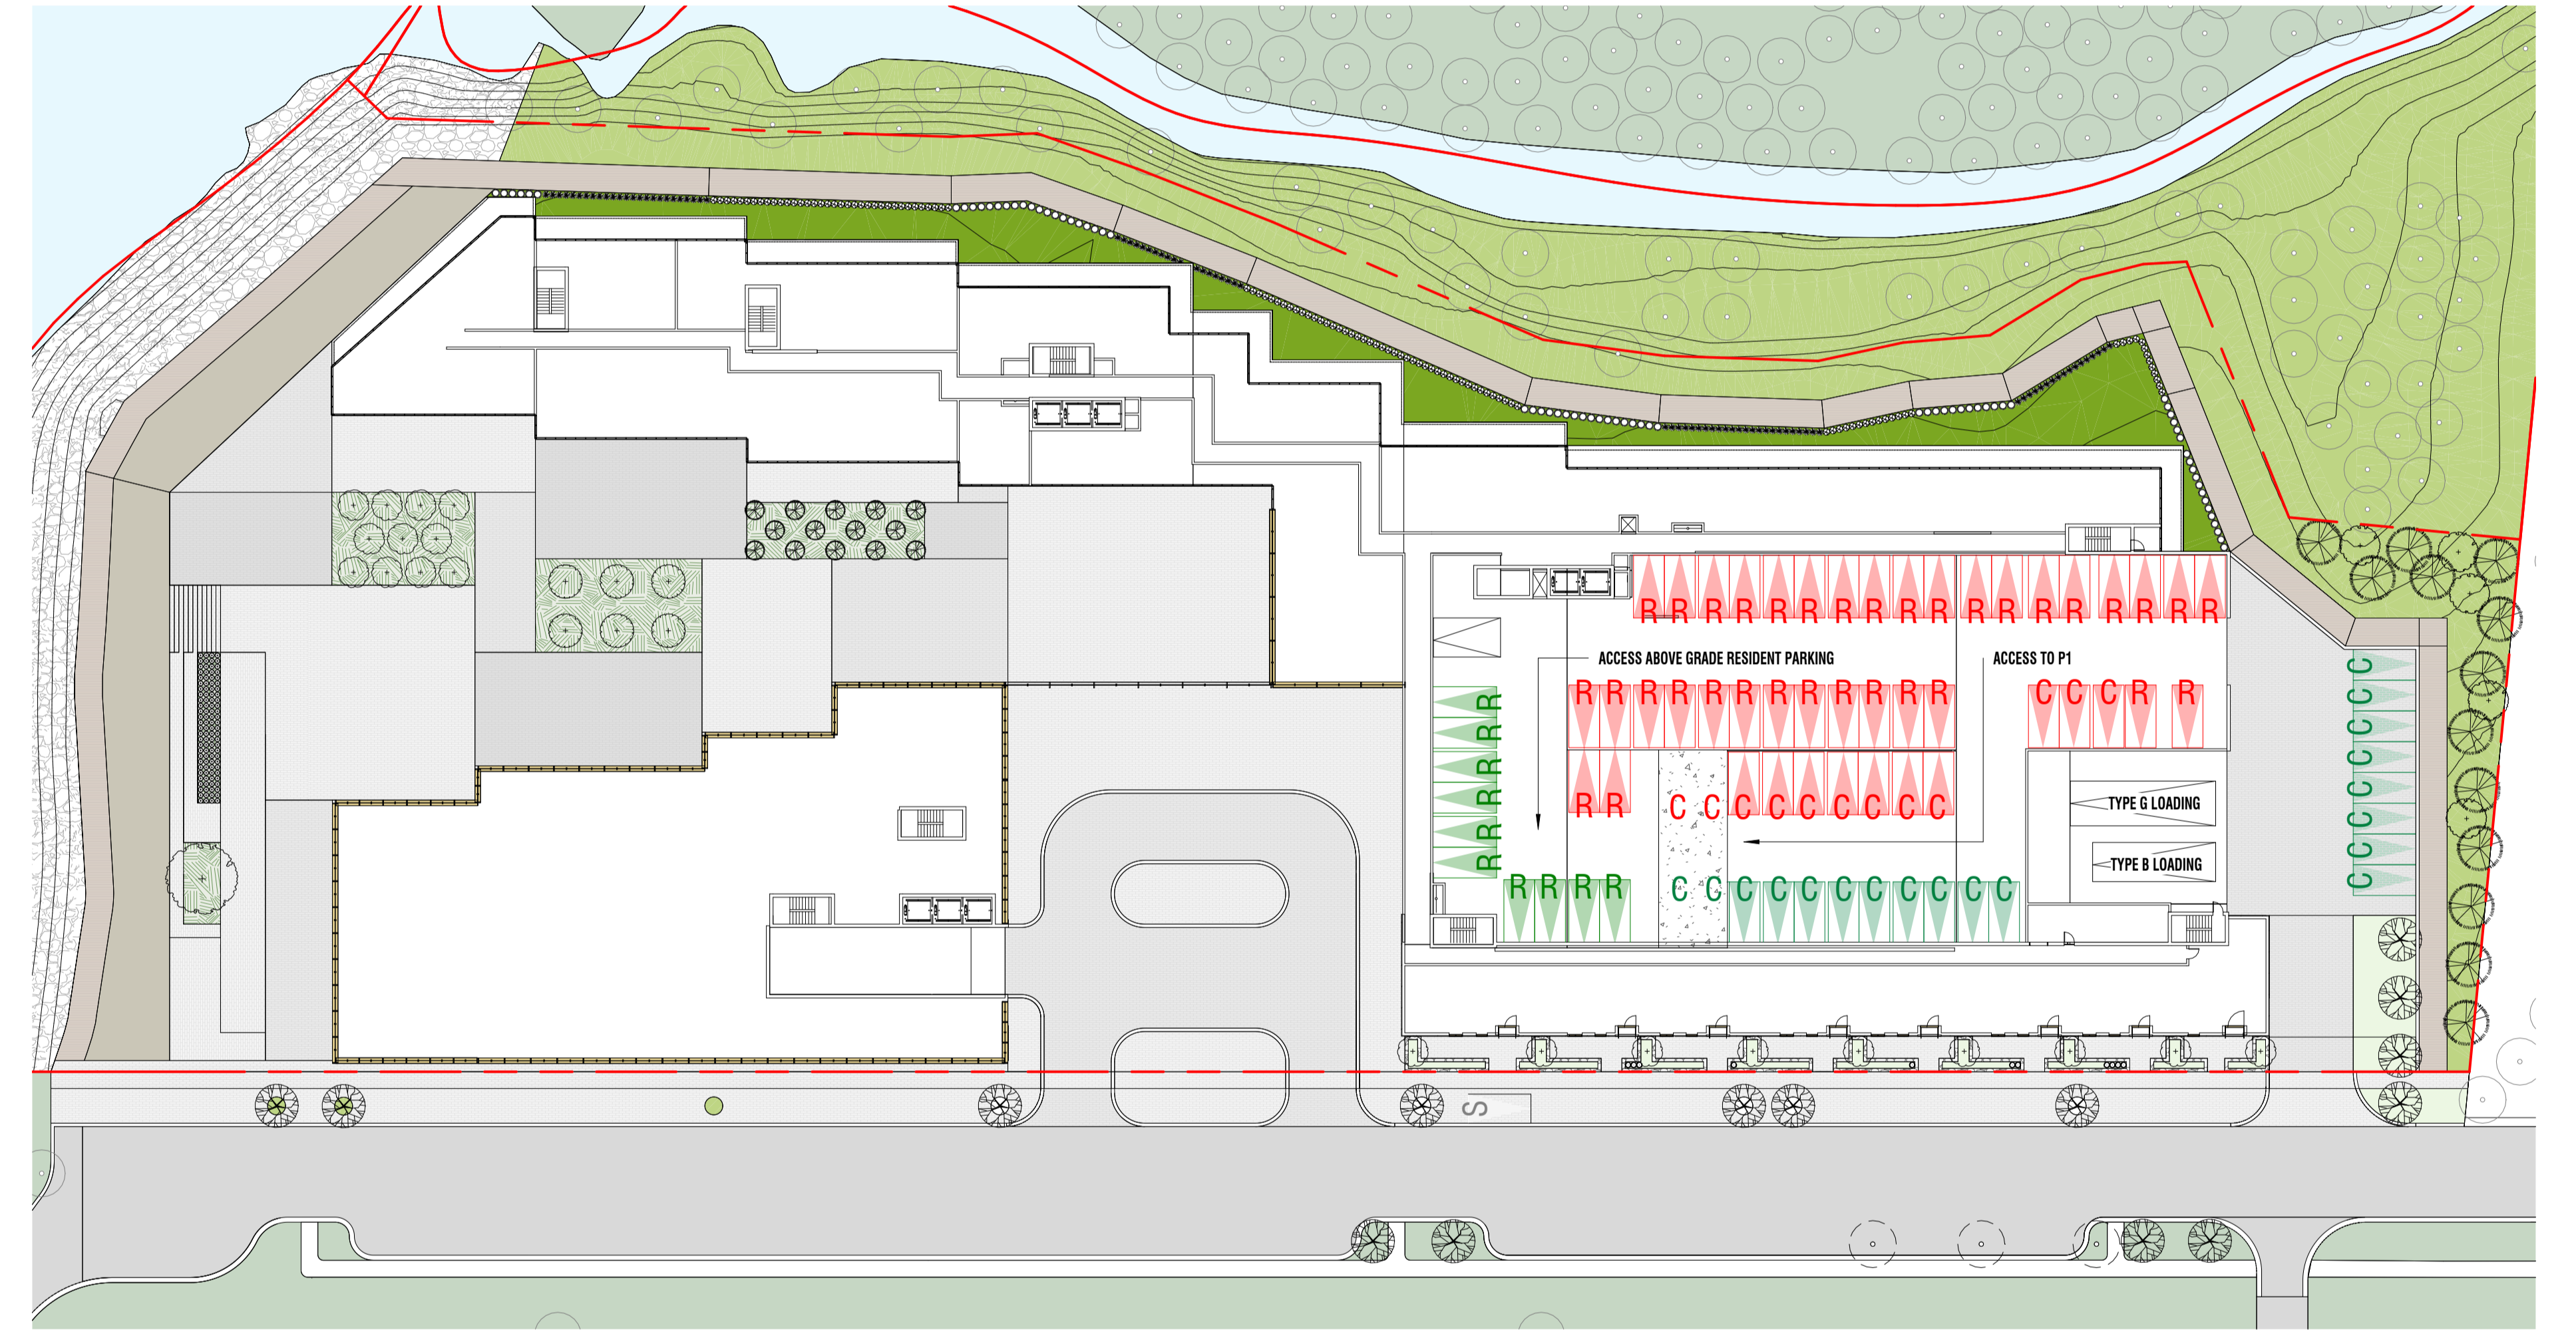 R R R R R R R R R R R R R R R R R R
ACCESS ABOVE GRADE RESIDENT PARKING
ACCESS TO P1
R R R R R R R R R R R R
C C C R R
R R R R R R
C C C C C C C C
R R
C C C C C C C C C
TYPE G LOADING
TYPE B LOADING
R R R R
C C C C C C C C C C C
S